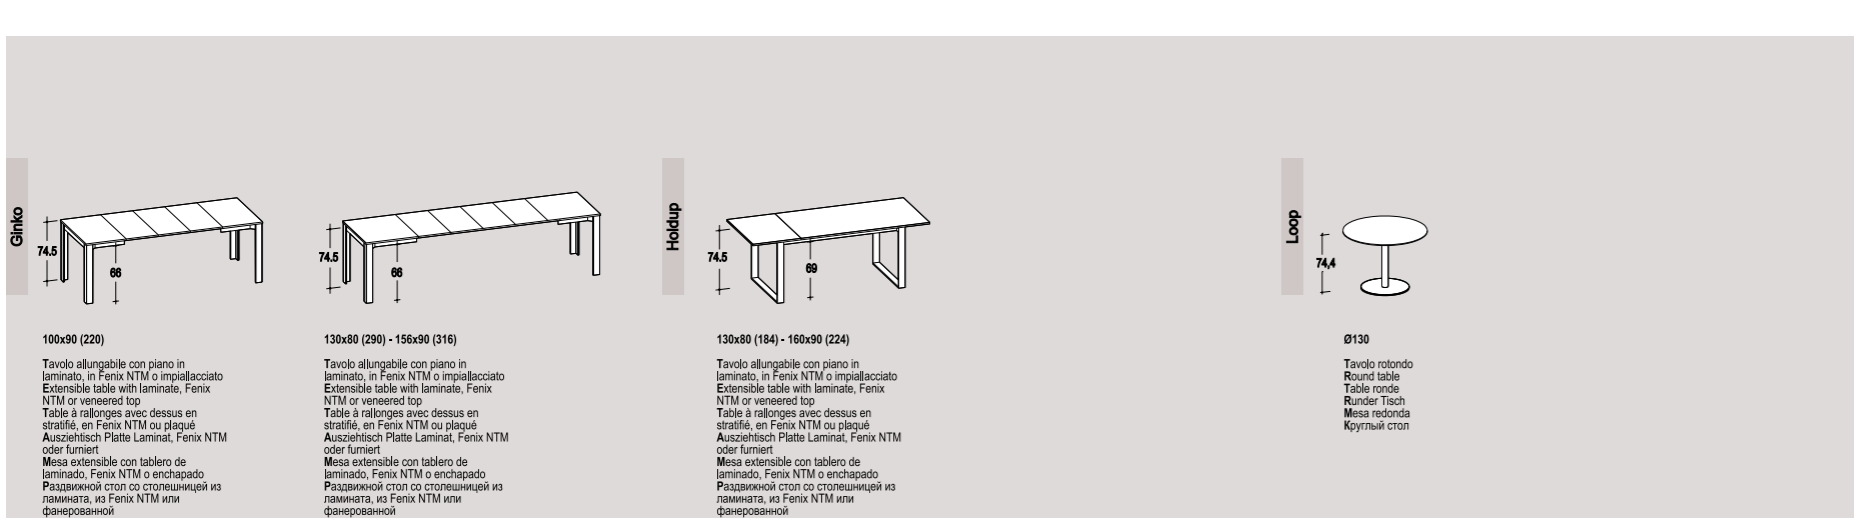 Ginko
74.5
66
100x90 (220)
Tavolo allungabile con piano in
laminato, in Fenix NTM o impiallacciato
Extensible table with laminate, Fenix
NTM or veneered top
Table à rallonges avec dessus en
stratifié, en Fenix NTM ou plaqué
Ausziehtisch Platte Laminat, Fenix NTM
oder furniert
Mesa extensible con tablero de
laminado, Fenix NTM o enchapado
Раздвижной стол со столешницей из
ламината, из Fenix NTM или
фанерованной
74.5
66
130x80 (290) - 156x90 (316)
Tavolo allungabile con piano in
laminato, in Fenix NTM o impiallacciato
Extensible table with laminate, Fenix
NTM or veneered top
Table à rallonges avec dessus en
stratifié, en Fenix NTM ou plaqué
Ausziehtisch Platte Laminat, Fenix NTM
oder furniert
Mesa extensible con tablero de
laminado, Fenix NTM o enchapado
Раздвижной стол со столешницей из
ламината, из Fenix NTM или
фанерованной
Holdup
74.5
69
130x80 (184) - 160x90 (224)
Tavolo allungabile con piano in
laminato, in Fenix NTM o impiallacciato
Extensible table with laminate, Fenix
NTM or veneered top
Table à rallonges avec dessus en
stratifié, en Fenix NTM ou plaqué
Ausziehtisch Platte Laminat, Fenix NTM
oder furniert
Mesa extensible con tablero de
laminado, Fenix NTM o enchapado
Раздвижной стол со столешницей из
ламината, из Fenix NTM или
фанерованной
Loop
74,4
Ø130
Tavolo rotondo
Round table
Table ronde
Runder Tisch
Mesa redonda
Круглый стол